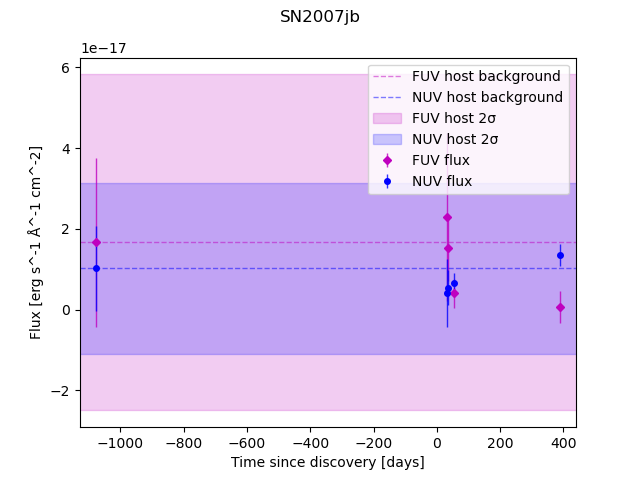 SN2007jb
1e−17
FUV host background
NUV host background
FUV host 2σ
NUV host 2σ
FUV flux
NUV flux
6
4
2
0
−2
Flux [erg s^-1 Å^-1 cm^-2]
−1000 −800 −600 −400 −200 0 200 400
Time since discovery [days]